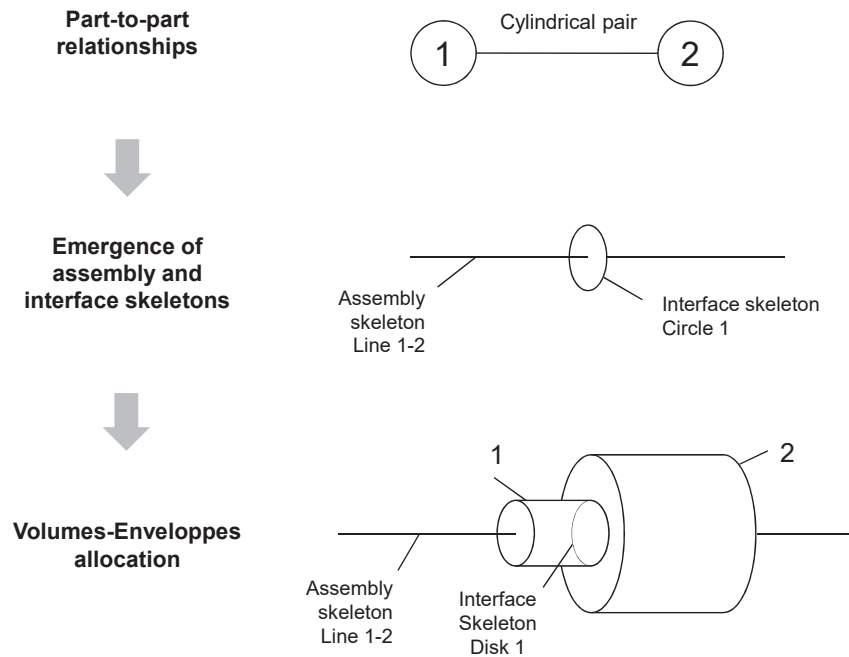 Part-to-part
relationships
Cylindrical pair
1
2
Emergence of
assembly and
interface skeletons
Assembly
skeleton
Line 1-2
Interface skeleton
Circle 1
1
2
Volumes-Enveloppes
allocation
Assembly
skeleton
Line 1-2
Interface
Skeleton
Disk 1